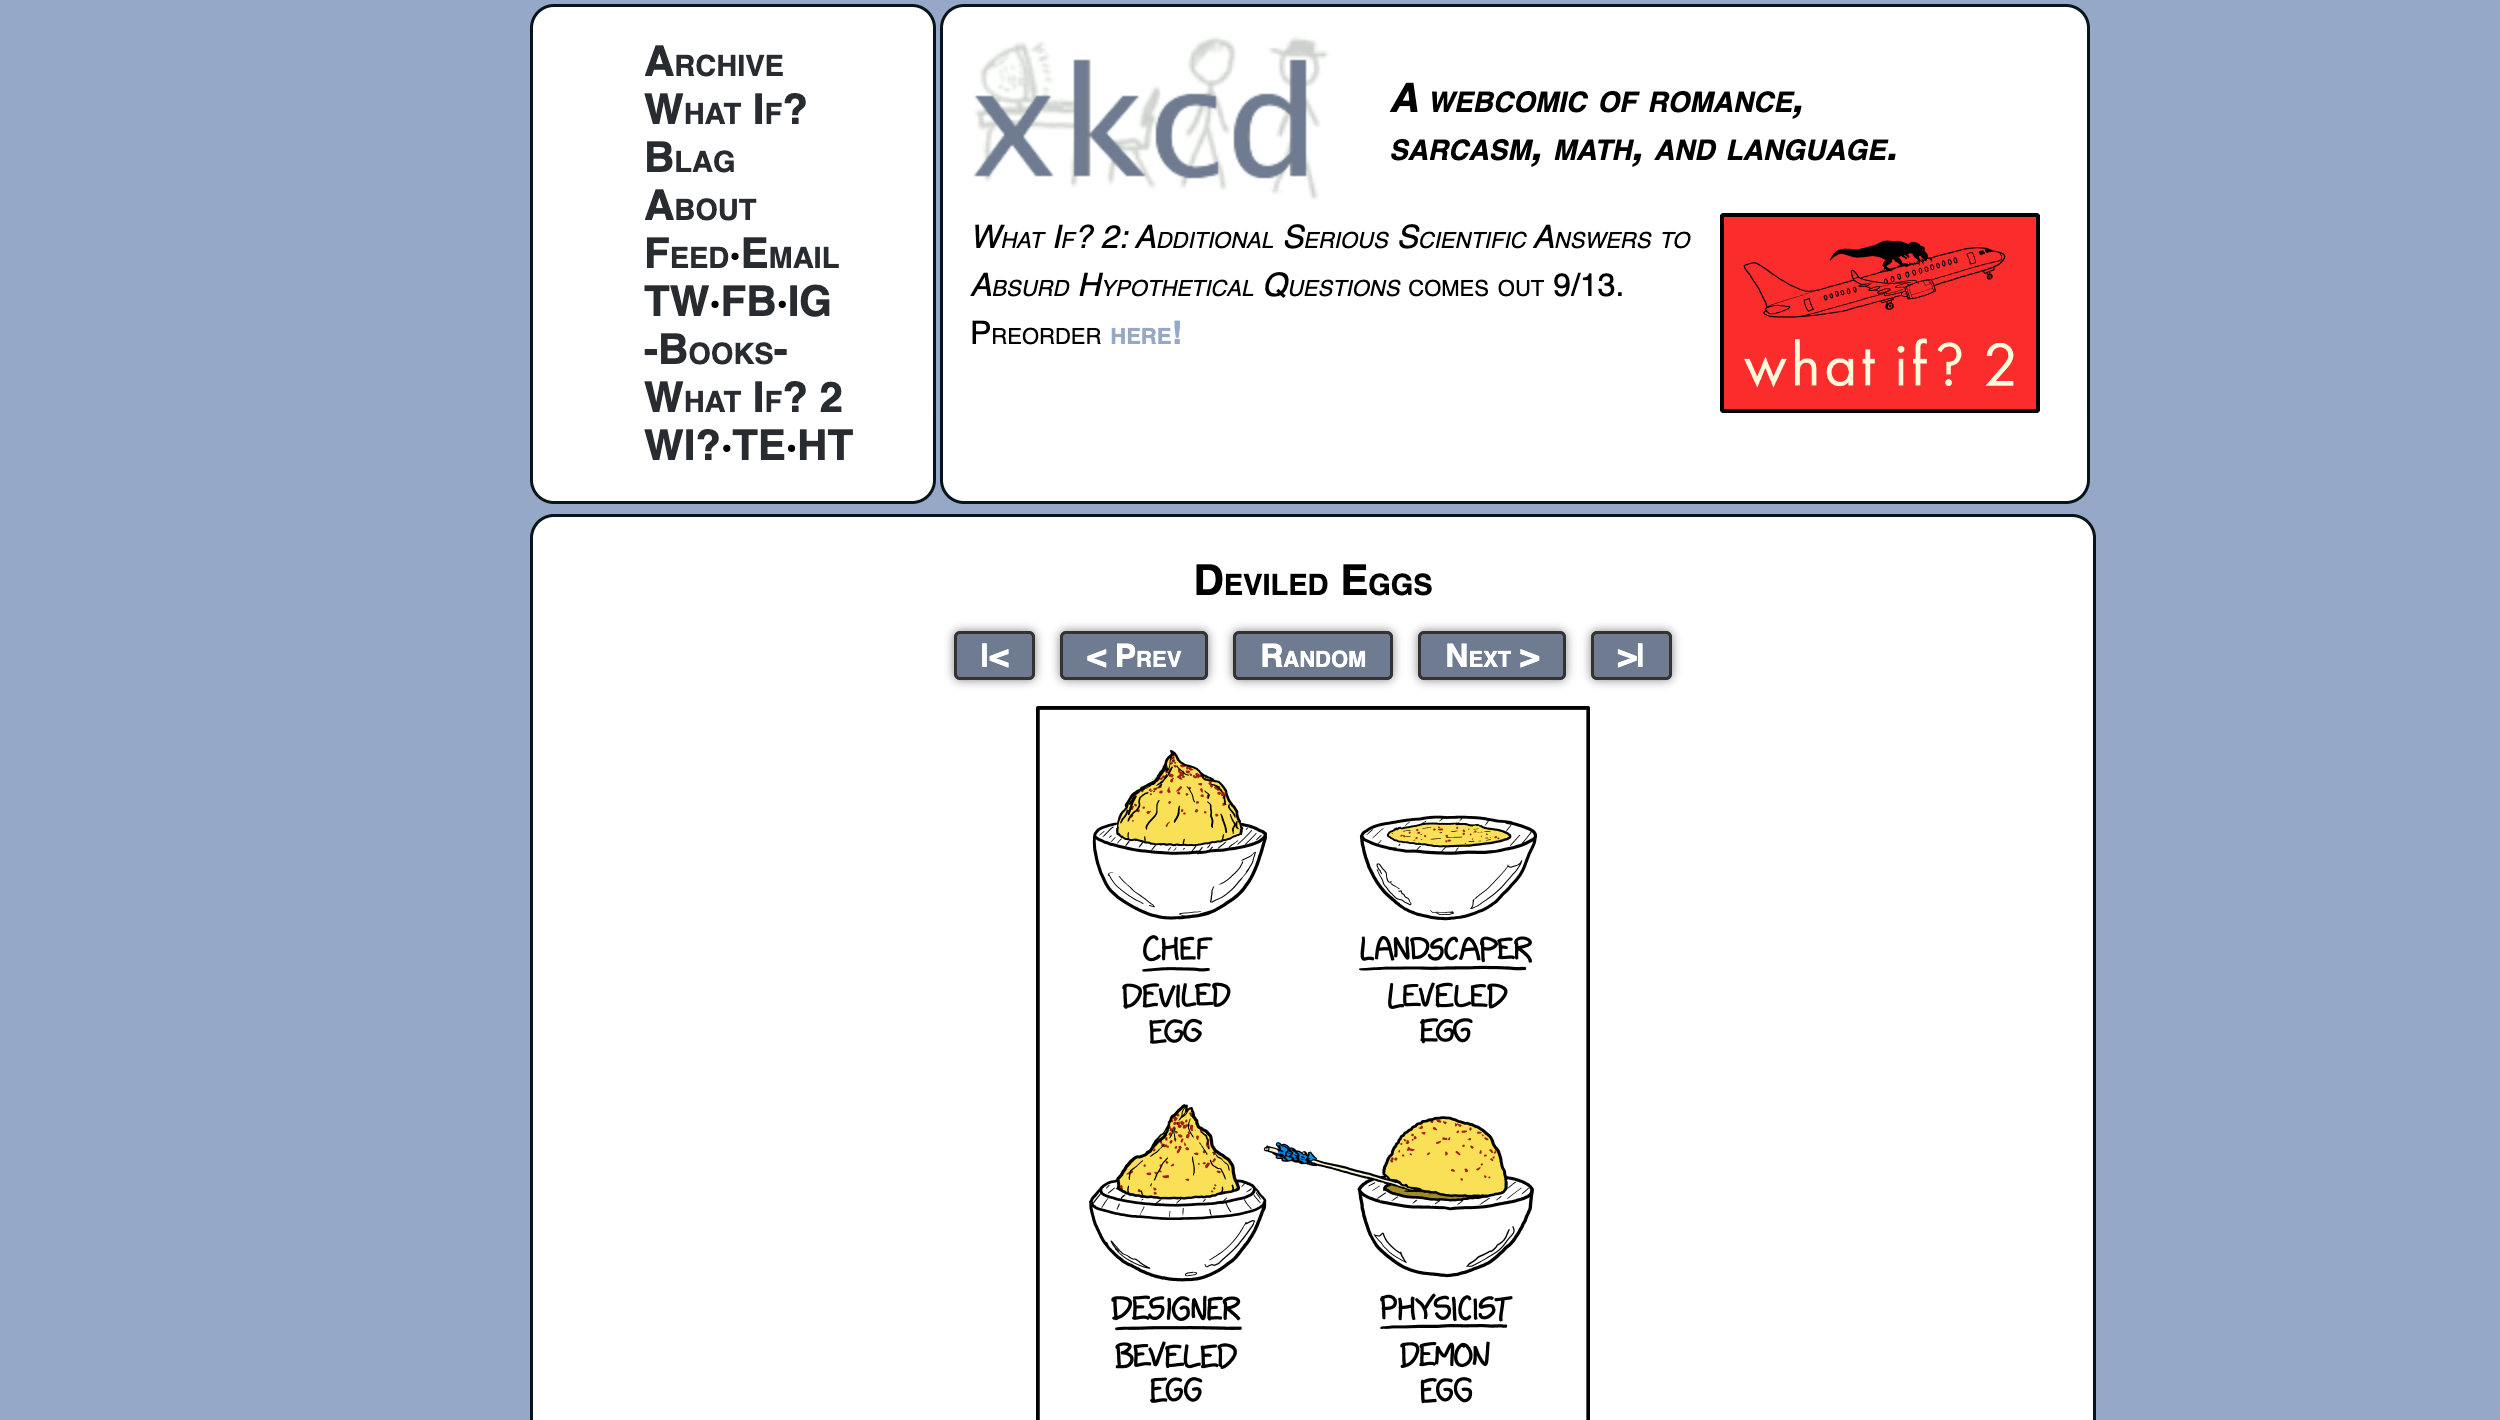 Archive
What If?
Blag
About
Feed•Email
TW•FB•IG
-Books-
What If? 2
WI?•TE•HT
xkcd
A webcomic of romance,
sarcasm, math, and language.
What If? 2: Additional Serious Scientific Answers to
Absurd Hypothetical Questions comes out 9/13.
Preorder here!
what if? 2
Deviled Eggs
|< < Prev Random Next > >|
CHEF
DEVILED
EGG
LANDSCAPER
LEVELED
EGG
DESIGNER
BEVELED
EGG
PHYSICIST
DEMON
EGG